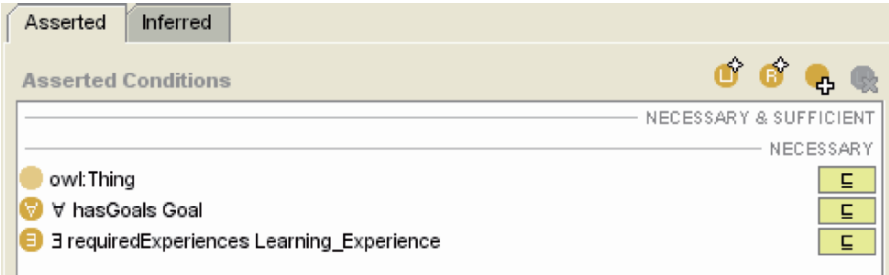 Asserted Inferred
Asserted Conditions
NECESSARY & SUFFICIENT
NECESSARY
owl:Thing ⊑
∀ ∀ hasGoals Goal ⊑
∃ ∃ requiredExperiences Learning_Experience ⊑